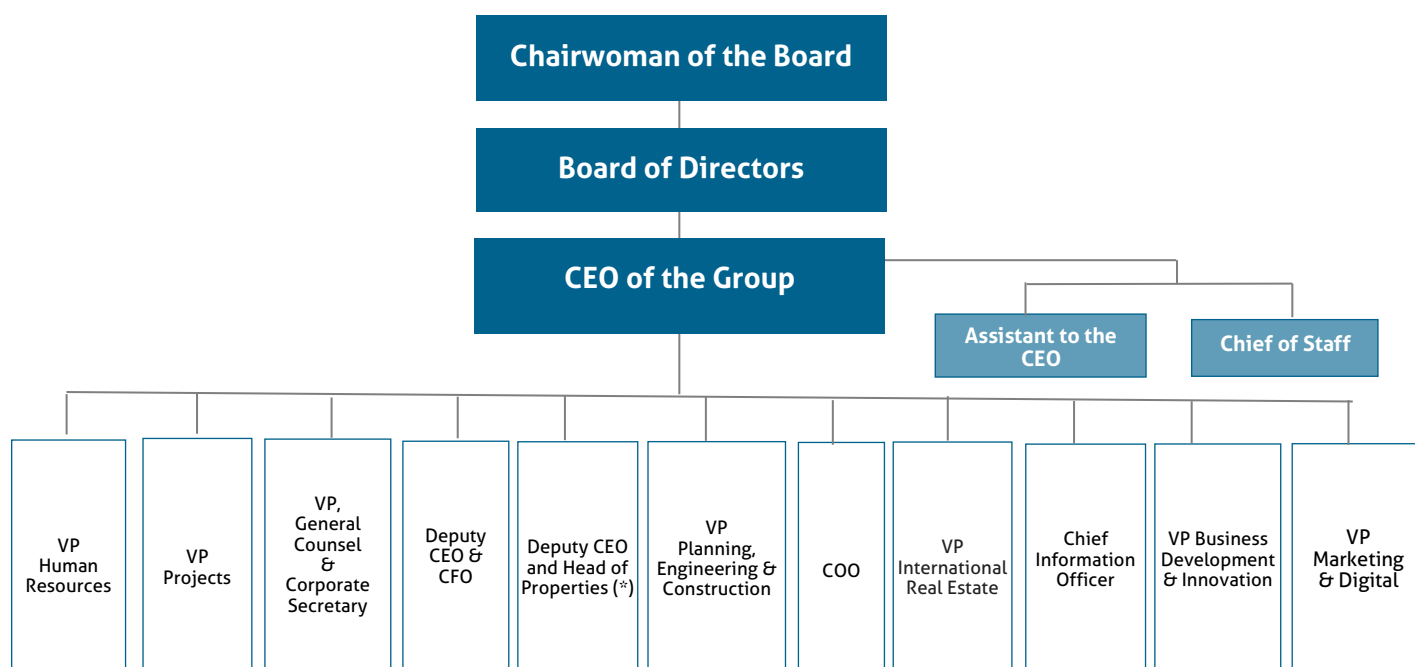 Chairwoman of the Board
Board of Directors
CEO of the Group
Assistant to the
CEO
Chief of Staff
VP
Human
Resources
VP
Projects
VP,
General
Counsel
&
Corporate
Secretary
Deputy
CEO &
CFO
Deputy CEO
and Head of
Properties (*)
VP
Planning,
Engineering &
Construction
COO
VP
International
Real Estate
Chief
Information
Officer
VP Business
Development
& Innovation
VP
Marketing
& Digital